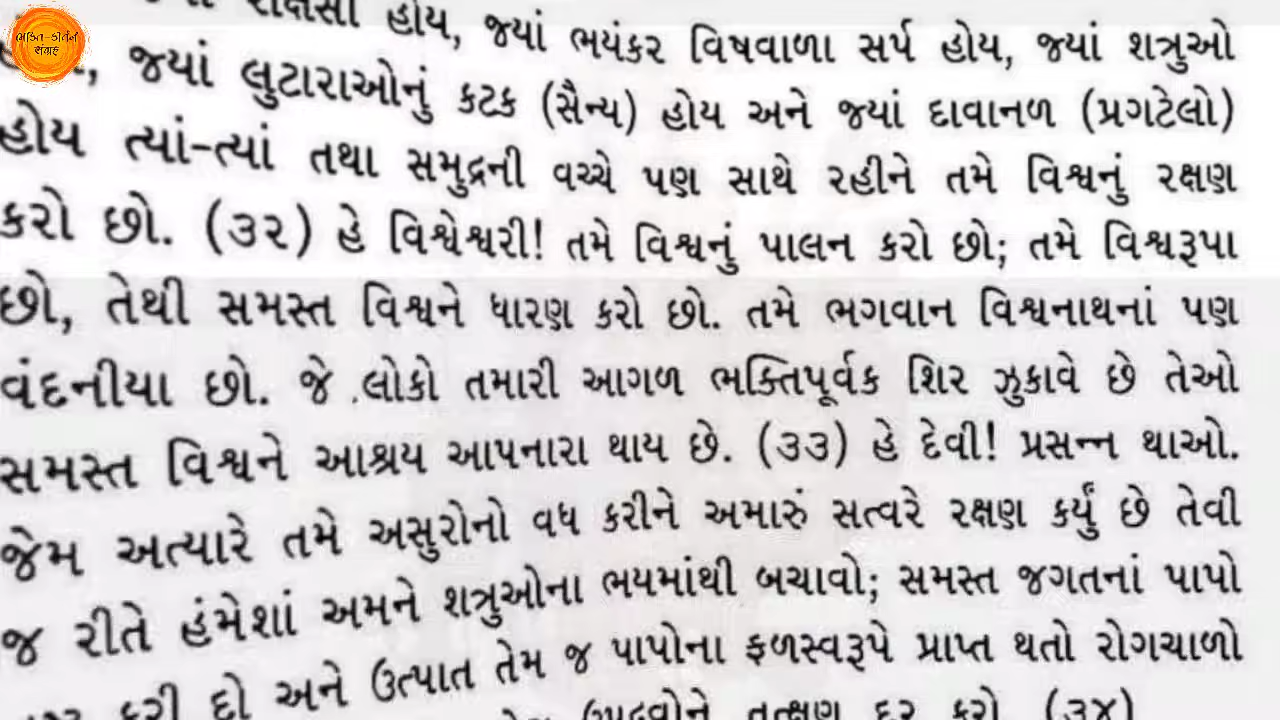 ભક્તિ-કીર્તન
સંગ્રહ
રાક્ષસો હોય, જ્યાં ભયંકર વિષવાળા સર્પ હોય, જ્યાં શત્રુઓ
જ્યાં લુટારાઓનું કટક (સૈન્ય) હોય અને જ્યાં દાવાનળ (પ્રગટેલો)
હોય ત્યાં-ત્યાં તથા સમુદ્રની વચ્ચે પણ સાથે રહીને તમે વિશ્વનું રક્ષણ
કરો છો. (૩૨) હે વિશ્વેશ્વરી! તમે વિશ્વનું પાલન કરો છો; તમે વિશ્વરૂપા
છો, તેથી સમસ્ત વિશ્વને ધારણ કરો છો. તમે ભગવાન વિશ્વનાથનાં પણ
વંદનીયા છો. જે લોકો તમારી આગળ ભક્તિપૂર્વક શિર ઝુકાવે છે તેઓ
સમસ્ત વિશ્વને આશ્રય આપનારા થાય છે. (૩૩) હે દેવી! પ્રસન્ન થાઓ.
જેમ અત્યારે તમે અસુરોનો વધ કરીને અમારું સત્વરે રક્ષણ કર્યું છે તેવી
જ રીતે હંમેશાં અમને શત્રુઓના ભયમાંથી બચાવો; સમસ્ત જગતનાં પાપો
કરી દો અને ઉત્પાત તેમ જ પાપોના ફળસ્વરૂપે પ્રાપ્ત થતો રોગચાળો
ઉપદ્રવોને તત્ક્ષણ દૂર કરો. (૩૪)